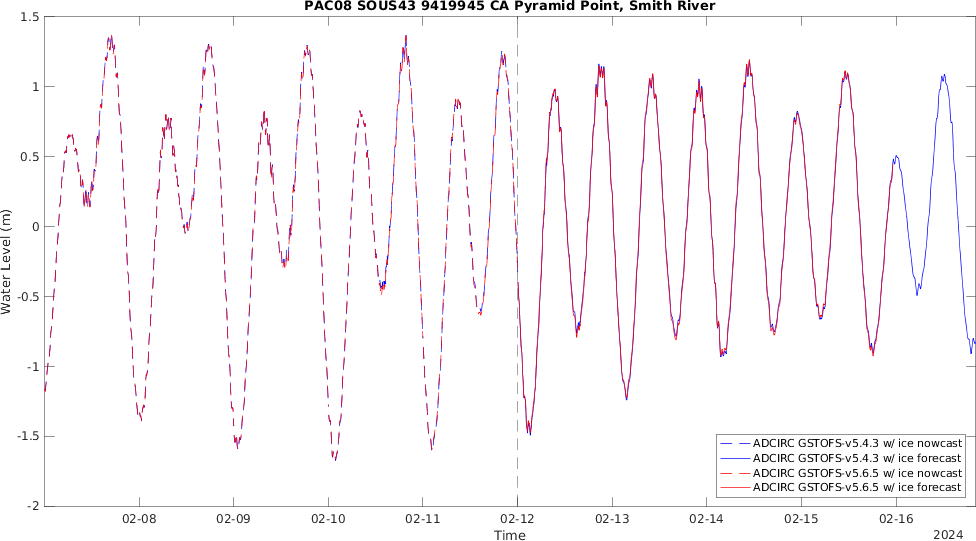 PAC08 SOUS43 9419945 CA Pyramid Point, Smith River
Water Level (m)
1.5
1
0.5
0
-0.5
-1
-1.5
-2
02-08 02-09 02-10 02-11 02-12 02-13 02-14 02-15 02-16
Time
2024
ADCIRC GSTOFS-v5.4.3 w/ ice nowcast
ADCIRC GSTOFS-v5.4.3 w/ ice forecast
ADCIRC GSTOFS-v5.6.5 w/ ice nowcast
ADCIRC GSTOFS-v5.6.5 w/ ice forecast